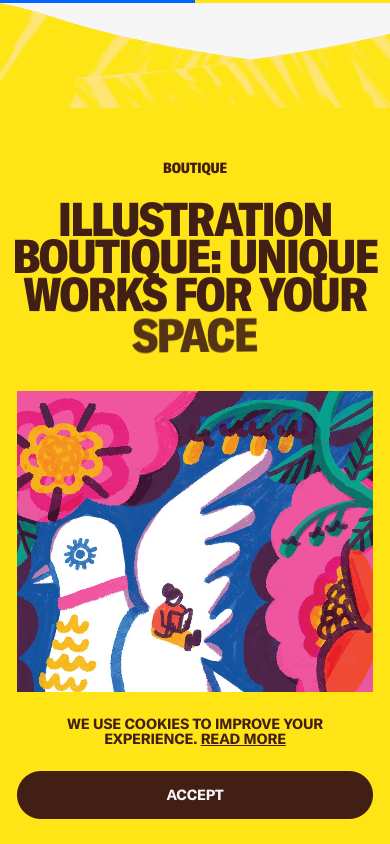 BOUTIQUE
ILLUSTRATION
BOUTIQUE: UNIQUE
WORKS FOR YOUR
SPACE
WE USE COOKIES TO IMPROVE YOUR
EXPERIENCE. READ MORE
ACCEPT